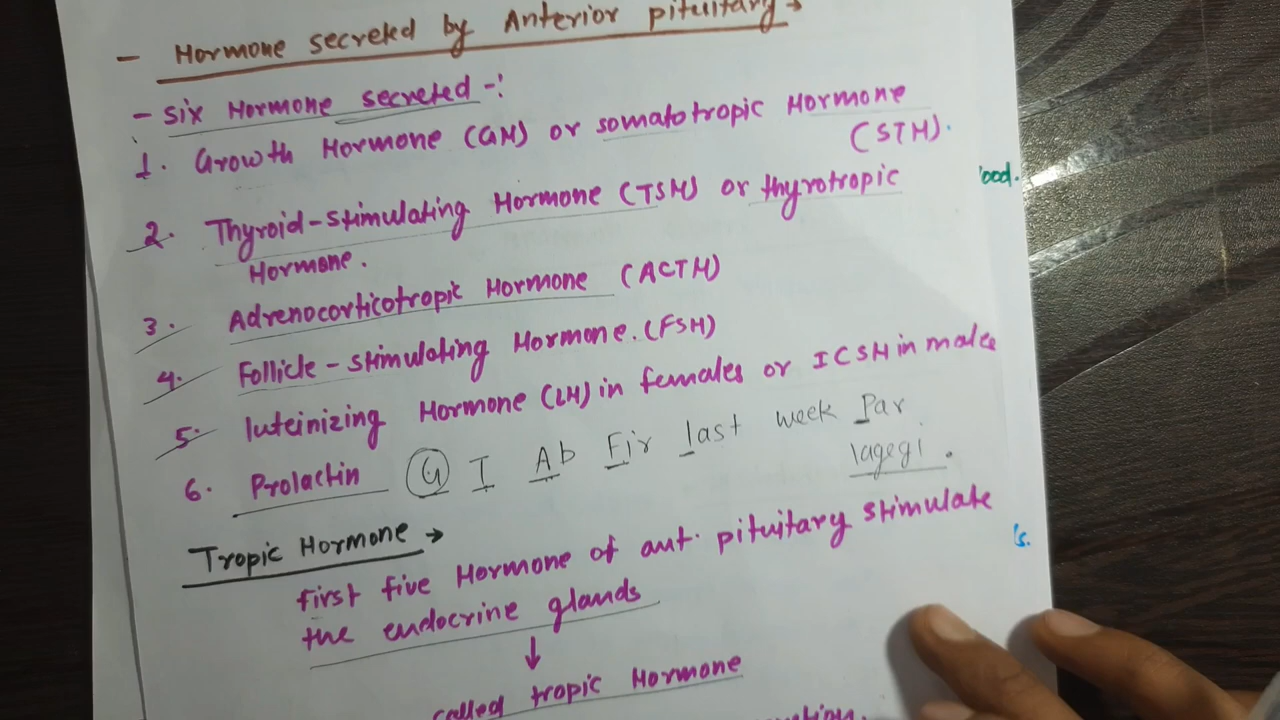 - Hormone secreted by Anterior pituitary →
- Six Hormone secreted -:
1. Growth Hormone (GH) or somatotropic Hormone
(STH).
2. Thyroid-stimulating Hormone (TSH) or thyrotropic
Hormone.
3. Adrenocorticotropic Hormone (ACTH)
4. Follicle-stimulating Hormone. (FSH)
5. luteinizing Hormone (LH) in females or ICSH in males
6. Prolactin G T Ab Fir last week Par
lagegi.
Tropic Hormone →
first five Hormone of ant. pituitary stimulate
the endocrine glands
↓
called tropic Hormone